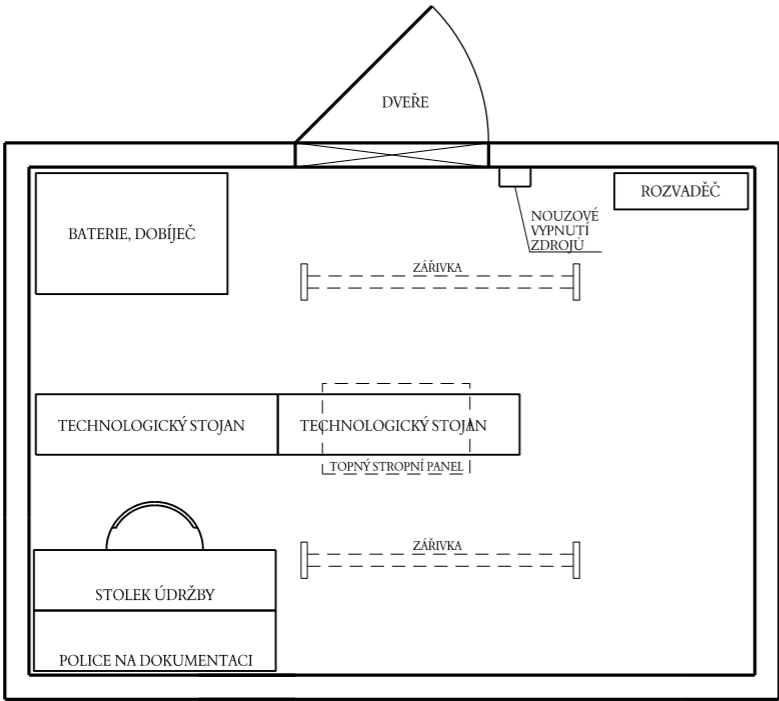 DVEŘE
BATERIE, DOBÍJEČ
ROZVADĚČ
NOUZOVÉ
VYPNUTÍ
ZDROJŮ
ZÁŘIVKA
TECHNOLOGICKÝ STOJAN
TECHNOLOGICKÝ STOJAN
TOPNÝ STROPNÍ PANEL
ZÁŘIVKA
STOLEK ÚDRŽBY
POLICE NA DOKUMENTACI